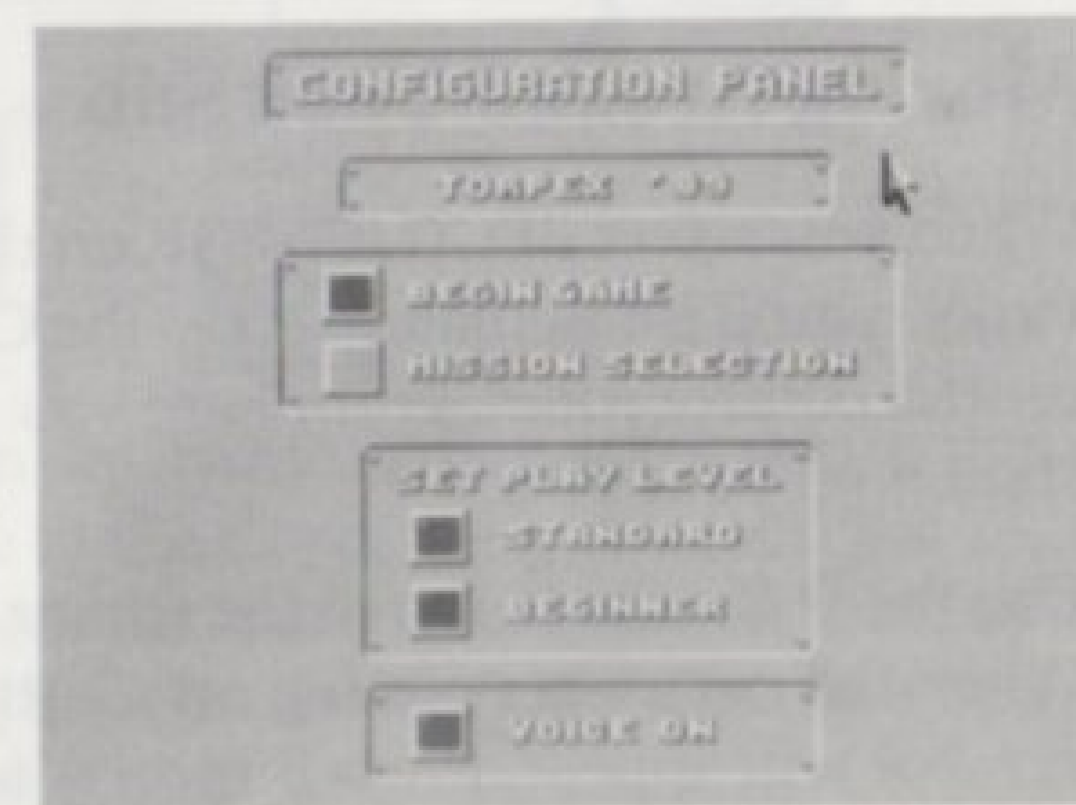 CONFIGURATION PANEL
TORPEX
BEGIN GAME
MISSION SELECTION
SET PLAY LEVEL
STANDARD
BEGINNER
VOICE ON